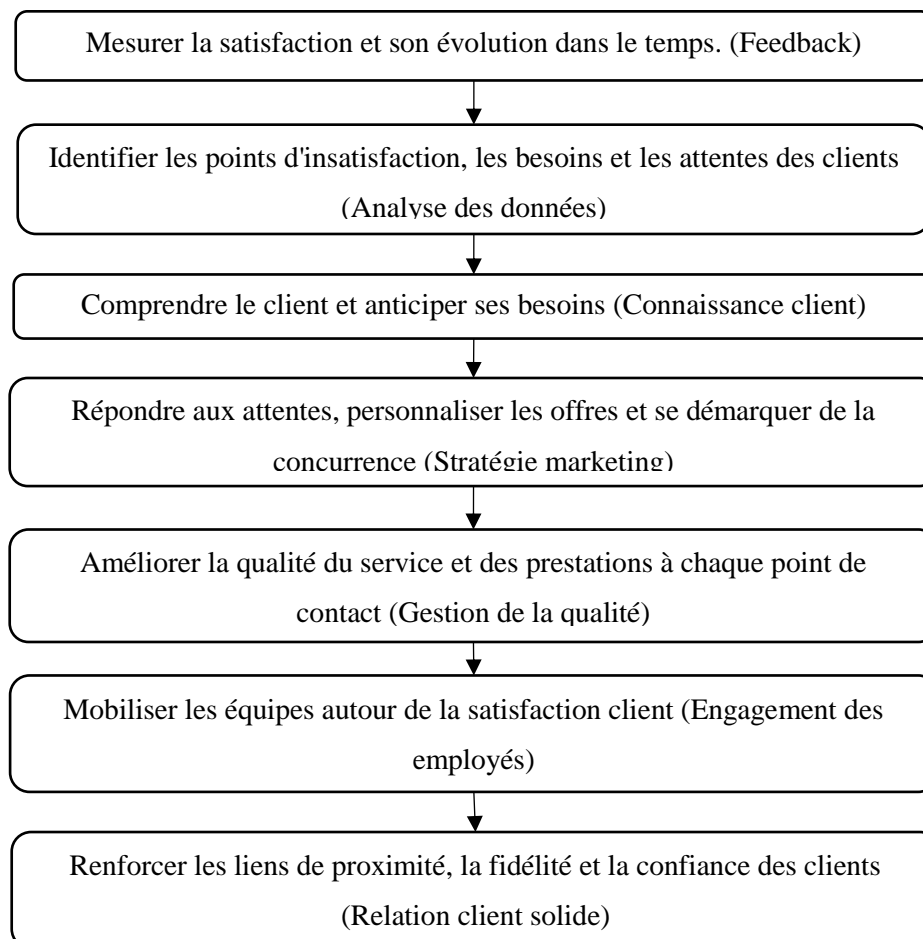 Mesurer la satisfaction et son évolution dans le temps. (Feedback)
Identifier les points d'insatisfaction, les besoins et les attentes des clients
(Analyse des données)
Comprendre le client et anticiper ses besoins (Connaissance client)
Répondre aux attentes, personnaliser les offres et se démarquer de la
concurrence (Stratégie marketing)
Améliorer la qualité du service et des prestations à chaque point de
contact (Gestion de la qualité)
Mobiliser les équipes autour de la satisfaction client (Engagement des
employés)
Renforcer les liens de proximité, la fidélité et la confiance des clients
(Relation client solide)